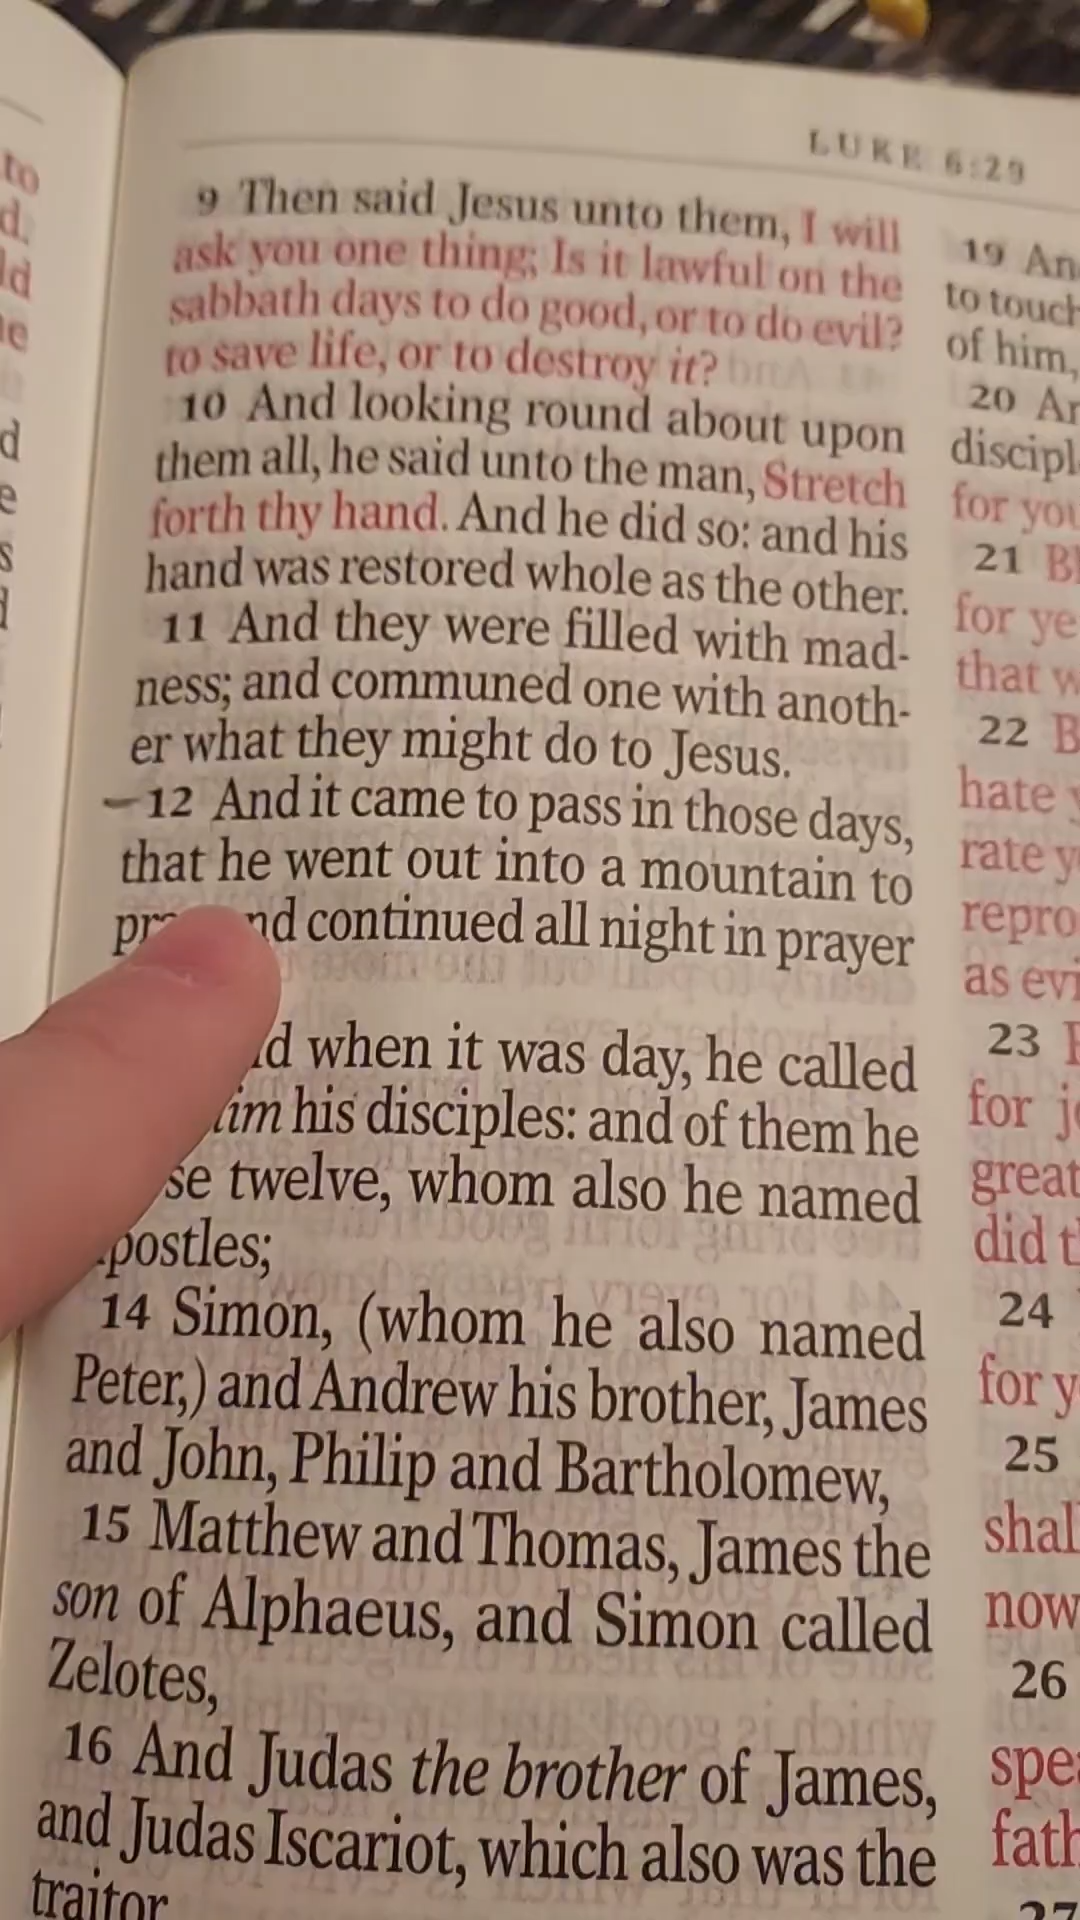 LUKE 6:29
to
d.
ld
ne
d
e
s
9 Then said Jesus unto them, I will
ask you one thing; Is it lawful on the
sabbath days to do good, or to do evil?
to save life, or to destroy it?
10 And looking round about upon
them all, he said unto the man, Stretch
forth thy hand. And he did so: and his
hand was restored whole as the other.
11 And they were filled with mad-
ness; and communed one with anoth-
er what they might do to Jesus.
12 And it came to pass in those days,
that he went out into a mountain to
continued all night in prayer
when it was day, he called
his disciples: and of them he
twelve, whom also he named
postles;
14 Simon, (whom he also named
Peter,) and Andrew his brother, James
and John, Philip and Bartholomew,
15 Matthew and Thomas, James the
son of Alphaeus, and Simon called
Zelotes,
16 And Judas the brother of James,
and Judas Iscariot, which also was the
traitor
19 An
to touch
of him,
20 An
discipl
for you
21 Bl
for ye
that w
22 B
hate y
rate y
repro
as evi
23
for jo
great
did t
24
for y
25
shal
now
26
spea
fath
27